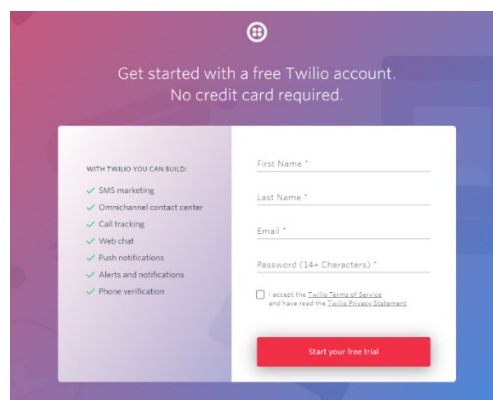 Get started with a free Twilio account.
No credit card required.
WITH TWILIO YOU CAN BUILD:
SMS marketing
Omnichannel contact center
Call tracking
Web chat
Push notifications
Alerts and notifications
Phone verification
First Name *
Last Name *
Email *
Password (14+ Characters) *
I accept the Twilio Terms of Service
and have read the Twilio Privacy Statement
Start your free trial